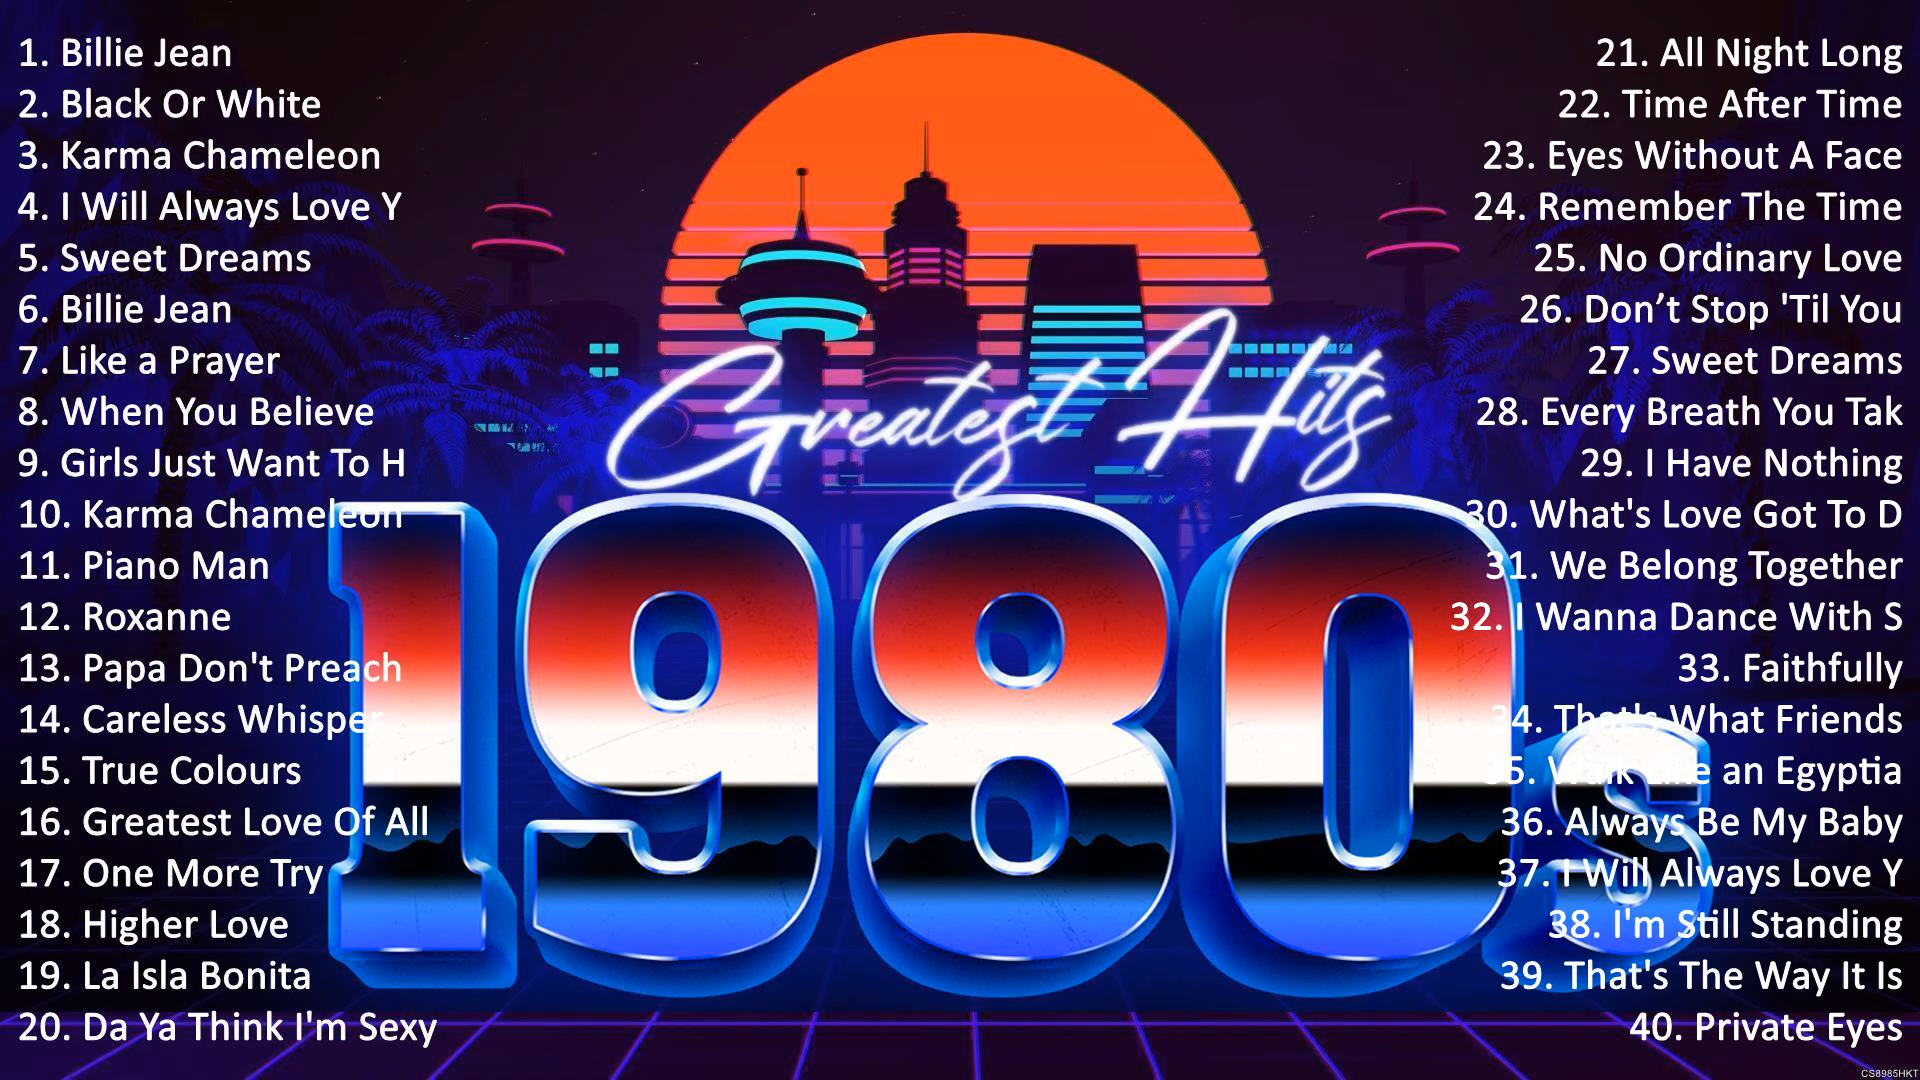 1. Billie Jean
2. Black Or White
3. Karma Chameleon
4. I Will Always Love Y
5. Sweet Dreams
6. Billie Jean
7. Like a Prayer
8. When You Believe
9. Girls Just Want To H
10. Karma Chameleon
11. Piano Man
12. Roxanne
13. Papa Don't Preach
14. Careless Whisper
15. True Colours
16. Greatest Love Of All
17. One More Try
18. Higher Love
19. La Isla Bonita
20. Da Ya Think I'm Sexy
Greatest Hits
1980s
21. All Night Long
22. Time After Time
23. Eyes Without A Face
24. Remember The Time
25. No Ordinary Love
26. Don’t Stop 'Til You
27. Sweet Dreams
28. Every Breath You Tak
29. I Have Nothing
30. What's Love Got To D
31. We Belong Together
32. I Wanna Dance With S
33. Faithfully
34. That's What Friends
35. Walk Like an Egyptia
36. Always Be My Baby
37. I Will Always Love Y
38. I'm Still Standing
39. That's The Way It Is
40. Private Eyes
CS8985HKT